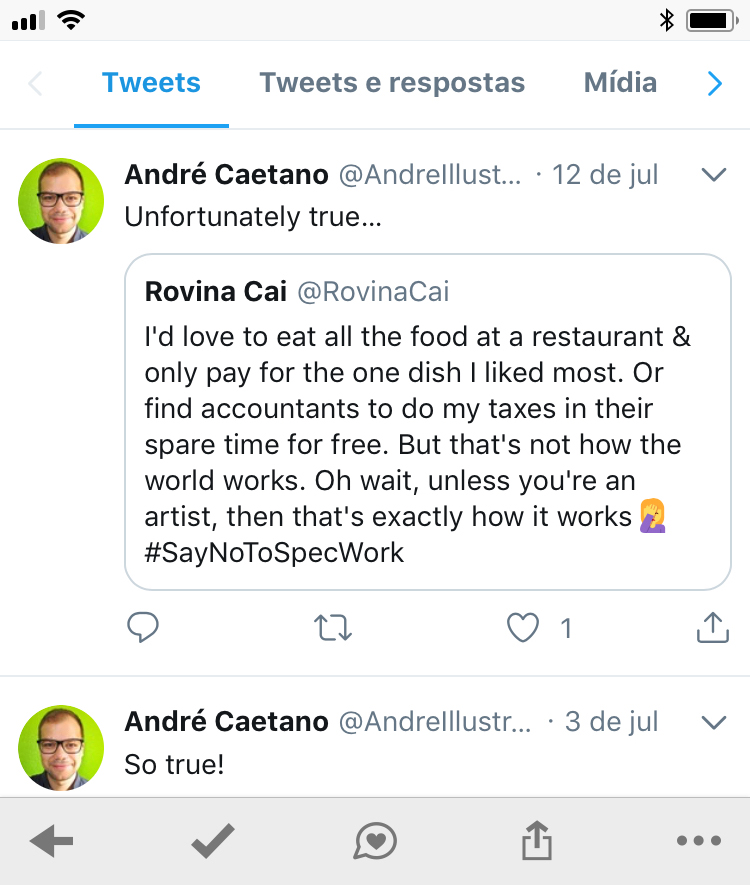 Tweets Tweets e respostas Mídia
André Caetano @AndreIllust... · 12 de jul
Unfortunately true...
Rovina Cai @RovinaCai
I'd love to eat all the food at a restaurant &
only pay for the one dish I liked most. Or
find accountants to do my taxes in their
spare time for free. But that's not how the
world works. Oh wait, unless you're an
artist, then that's exactly how it works 🤦
#SayNoToSpecWork
1
André Caetano @AndreIllustr... · 3 de jul
So true!